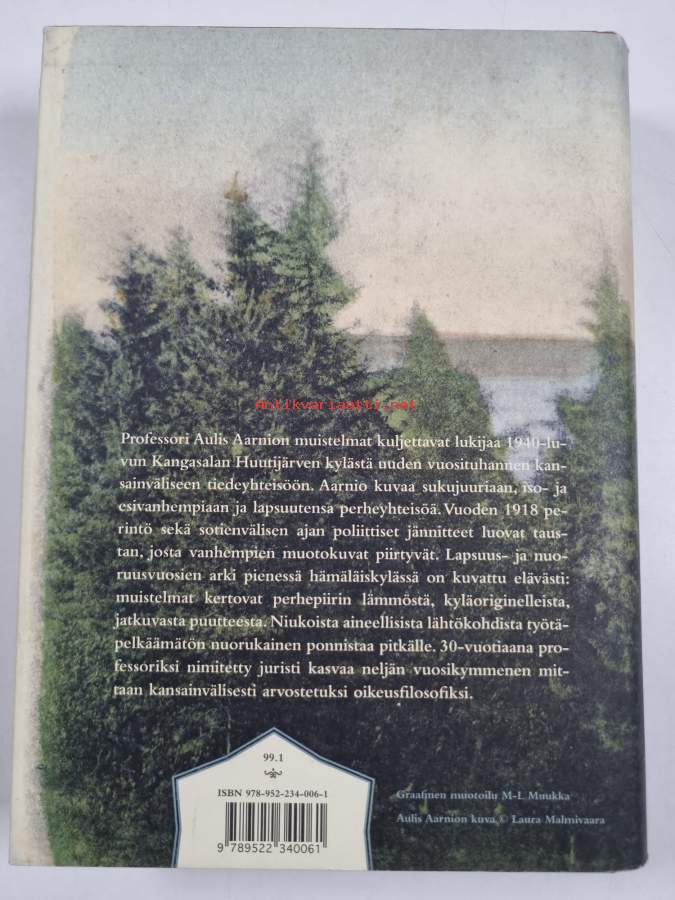 Antikvariaatti.net
Professori Aulis Aarnion muistelmat kuljettavat lukijaa 1940-lu-
vun Kangasalan Huutijärven kylästä uuden vuosituhannen kan-
sainväliseen tiedeyhteisöön. Aarnio kuvaa sukujuuriaan, iso- ja
esivanhempiaan ja lapsuutensa perheyhteisöä. Vuoden 1918 pe-
rintö sekä sotienvälisen ajan poliittiset jännitteet luovat taus-
tan, josta vanhempien muotokuvat piirtyvät. Lapsuus- ja nuo-
ruusvuosien arki pienessä hämäläiskylässä on kuvattu elävästi:
muistelmat kertovat perhepiirin lämmöstä, kyläoriginelleista,
jatkuvasta puutteesta. Niukoista aineellisista lähtökohdista työtä-
pelkäämätön nuorukainen ponnistaa pitkälle. 30-vuotiaana pro-
fessoriksi nimitetty juristi kasvaa neljän vuosikymmenen mit-
taan kansainvälisesti arvostetuksi oikeusfilosofiksi.
99.1
ISBN 978-952-234-006-1
9 789522 340061
Graafinen muotoilu M-L Muukka
Aulis Aarnion kuva © Laura Malmivaara